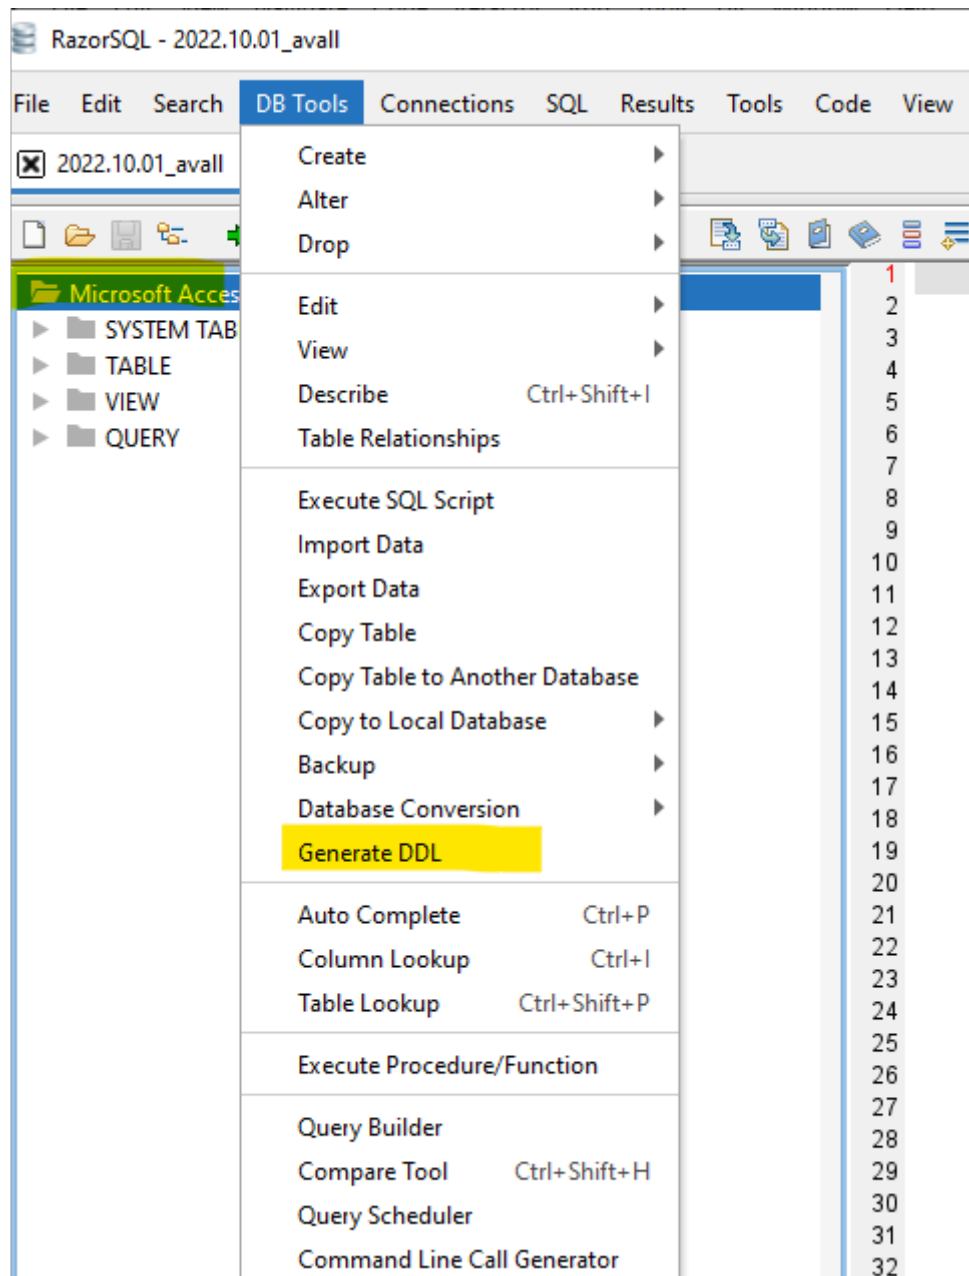 RazorSQL - 2022.10.01_avall
File Edit Search DB Tools Connections SQL Results Tools Code View
2022.10.01_avall
Microsoft Acces
SYSTEM TAB
TABLE
VIEW
QUERY
Create
Alter
Drop
Edit
View
Describe Ctrl+Shift+I
Table Relationships
Execute SQL Script
Import Data
Export Data
Copy Table
Copy Table to Another Database
Copy to Local Database
Backup
Database Conversion
Generate DDL
Auto Complete Ctrl+P
Column Lookup Ctrl+I
Table Lookup Ctrl+Shift+P
Execute Procedure/Function
Query Builder
Compare Tool Ctrl+Shift+H
Query Scheduler
Command Line Call Generator
1
2
3
4
5
6
7
8
9
10
11
12
13
14
15
16
17
18
19
20
21
22
23
24
25
26
27
28
29
30
31
32